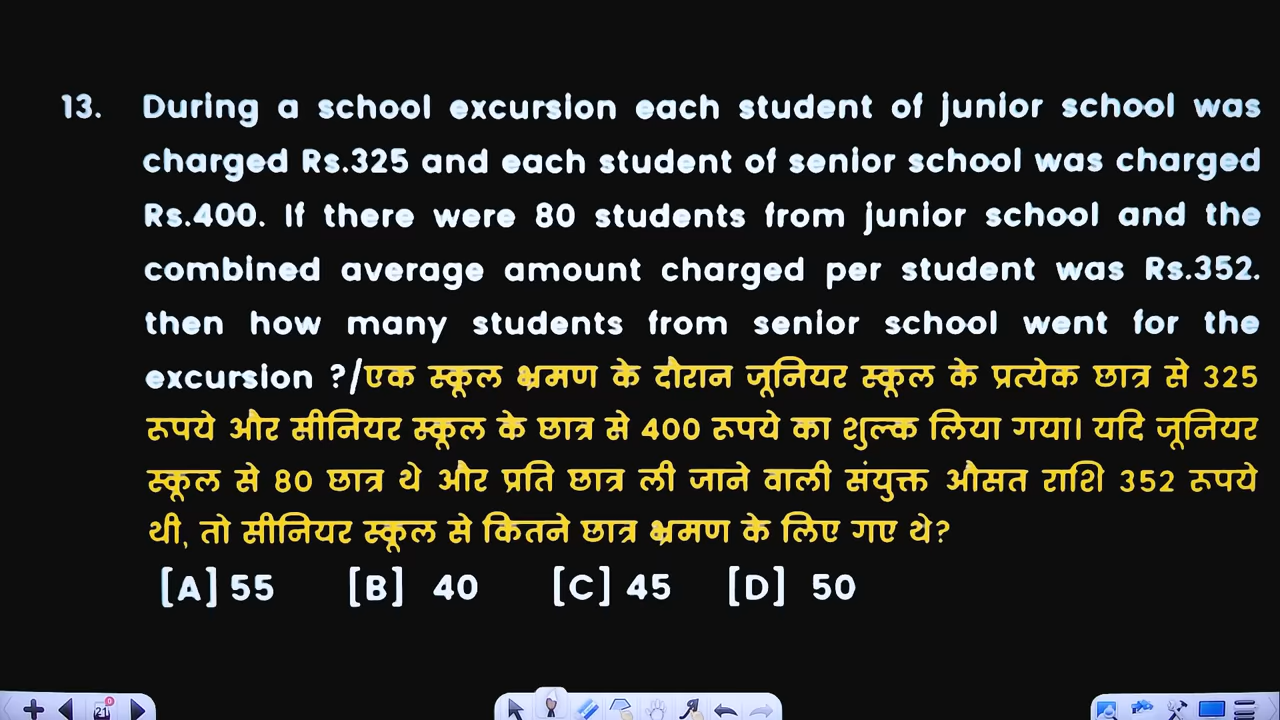 13. During a school excursion each student of junior school was
charged Rs.325 and each student of senior school was charged
Rs.400. If there were 80 students from junior school and the
combined average amount charged per student was Rs.352.
then how many students from senior school went for the
excursion ?/एक स्कूल भ्रमण के दौरान जूनियर स्कूल के प्रत्येक छात्र से 325
रूपये और सीनियर स्कूल के छात्र से 400 रूपये का शुल्क लिया गया। यदि जूनियर
स्कूल से 80 छात्र थे और प्रति छात्र ली जाने वाली संयुक्त औसत राशि 352 रूपये
थी, तो सीनियर स्कूल से कितने छात्र भ्रमण के लिए गए थे?
[A] 55 [B] 40 [C] 45 [D] 50
21 0